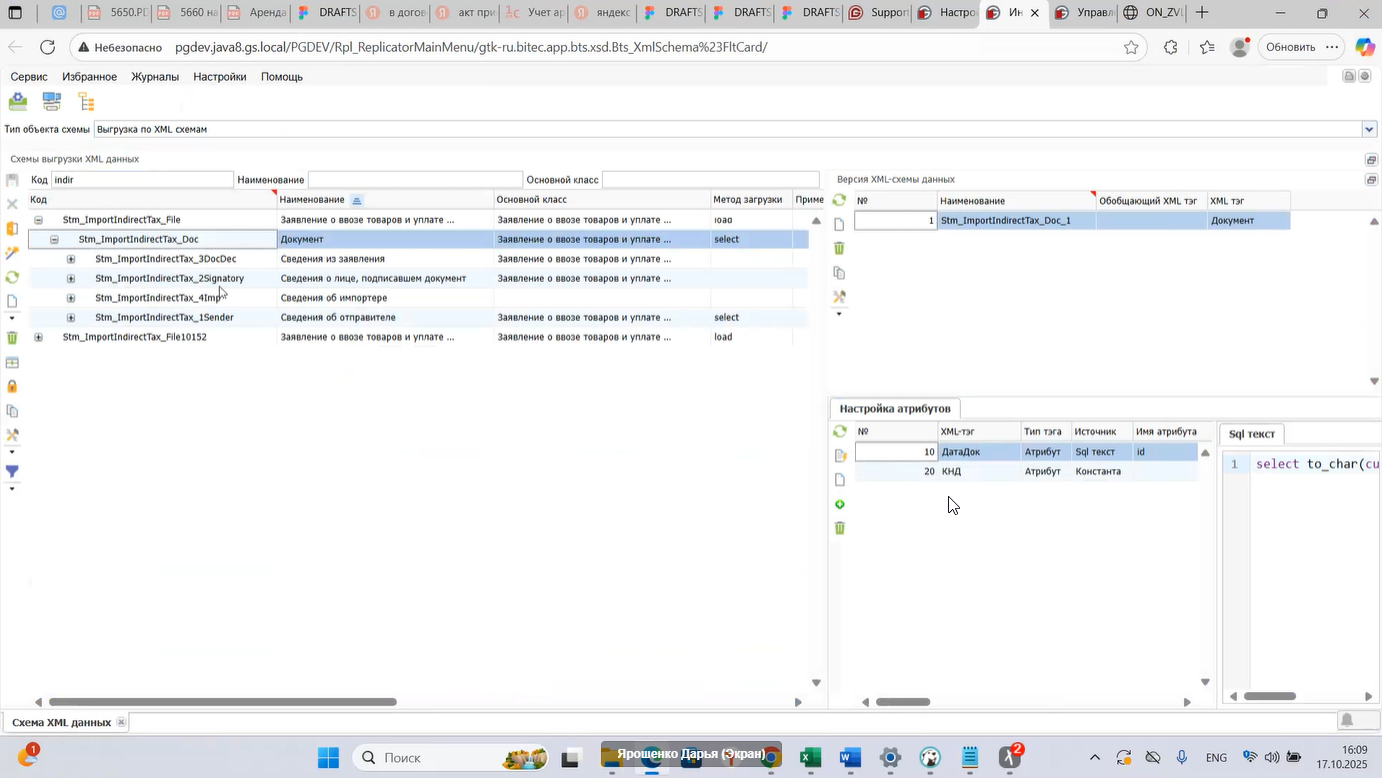 5650.PD
5660 на
Аренда
DRAFTS
в догов
акт при
Учет ар
яндекс
DRAFT
DRAFTS
DRAFTS
Support
Настро
Ин
Управл
ON_ZVL
Небезопасно
pgdev.java8.gs.local/PGDEV/Rpl_ReplicatorMainMenu/gtk-ru.bitec.app.bts.xsd.Bts_XmlSchema%23FltCard/
Обновить
Сервис Избранное Журналы Настройки Помощь
Тип объекта схемы Выгрузка по XML схемам
Схемы выгрузки XML данных
Код indir Наименование Основной класс
Код Наименование Основной класс Метод загрузки Приме
Stm_ImportIndirectTax_File Заявление о ввозе товаров и уплате ... Заявление о ввозе товаров и уплате ... load
Stm_ImportIndirectTax_Doc Документ Заявление о ввозе товаров и уплате ... select
Stm_ImportIndirectTax_3DocDec Сведения из заявления
Stm_ImportIndirectTax_2Signatory Сведения о лице, подписавшем документ Заявление о ввозе товаров и уплате ...
Stm_ImportIndirectTax_4Imp Сведения об импортере
Stm_ImportIndirectTax_1Sender Сведения об отправителе Заявление о ввозе товаров и уплате ... select
Stm_ImportIndirectTax_File10152 Заявление о ввозе товаров и уплате ... Заявление о ввозе товаров и уплате ... load
Версия XML-схемы данных
№ Наименование Обобщающий XML тэг XML тэг
1 Stm_ImportIndirectTax_Doc_1 Документ
Настройка атрибутов
№ XML-тэг Тип тэга Источник Имя атрибута
10 ДатаДок Атрибут Sql текст id
20 КНД Атрибут Константа
Sql текст
1 select to_char(cu
Схема XML данных
1
Поиск
Ярошенко Дарья (Экран)
2
ENG
16:09
17.10.2025